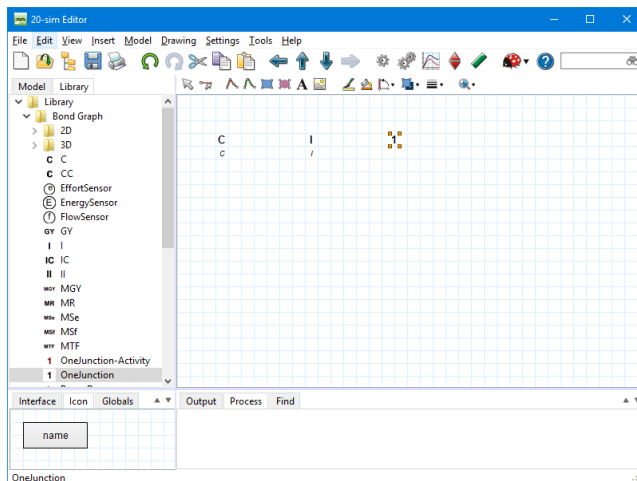 20-sim Editor
File Edit View Insert Model Drawing Settings Tools Help
Model Library
A
Library
Bond Graph
2D
3D
C C
C CC
e EffortSensor
E EnergySensor
f FlowSensor
GY GY
I I
IC IC
II II
MGY MGY
MR MR
MSe MSe
MSf MSf
MTF MTF
1 OneJunction-Activity
1 OneJunction
C I 1
C I
Interface Icon Globals
Output Process Find
name
OneJunction